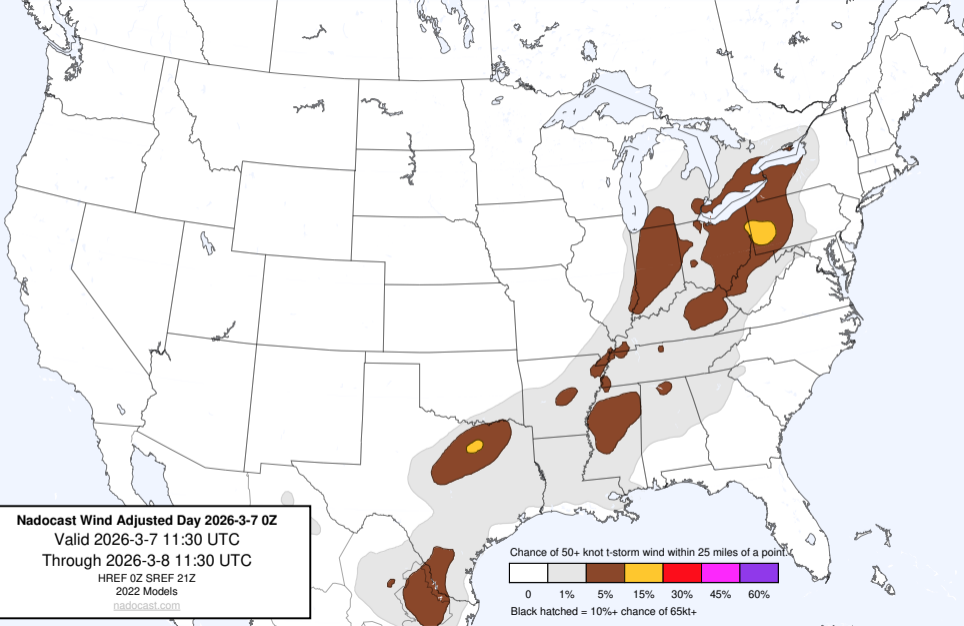 Nadocast Wind Adjusted Day 2026-3-7 0Z
Valid 2026-3-7 11:30 UTC
Through 2026-3-8 11:30 UTC
HREF 0Z SREF 21Z
2022 Models
nadocast.com
Chance of 50+ knot t-storm wind within 25 miles of a point.
0 1% 5% 15% 30% 45% 60%
Black hatched = 10%+ chance of 65kt+